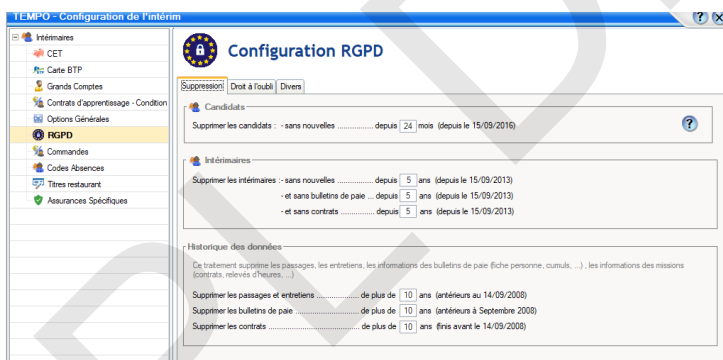 TEMPO - Configuration de l'intérim
Intérimaires
CET
Carte BTP
Grands Comptes
Contrats d'apprentissage - Condition
Options Générales
RGPD
Commandes
Codes Absences
Titres restaurant
Assurances Spécifiques
Configuration RGPD
Suppression Droit à l'oubli Divers
Candidats
Supprimer les candidats : - sans nouvelles ................ depuis 24 mois (depuis le 15/09/2016)
Intérimaires
Supprimer les intérimaires : - sans nouvelles ................ depuis 5 ans (depuis le 15/09/2013)
- et sans bulletins de paie ... depuis 5 ans (depuis le 15/09/2013)
- et sans contrats ............ depuis 5 ans (depuis le 15/09/2013)
Historique des données
Ce traitement supprime les passages, les entretiens, les informations des bulletins de paie (fiche personne, cumuls, ...) , les informations des missions
(contrats, relevés d'heures, ...)
Supprimer les passages et entretiens .................. de plus de 10 ans (antérieurs au 14/09/2008)
Supprimer les bulletins de paie .......................... de plus de 10 ans (antérieurs à Septembre 2008)
Supprimer les contrats ...................................... de plus de 10 ans (finis avant le 14/09/2008)